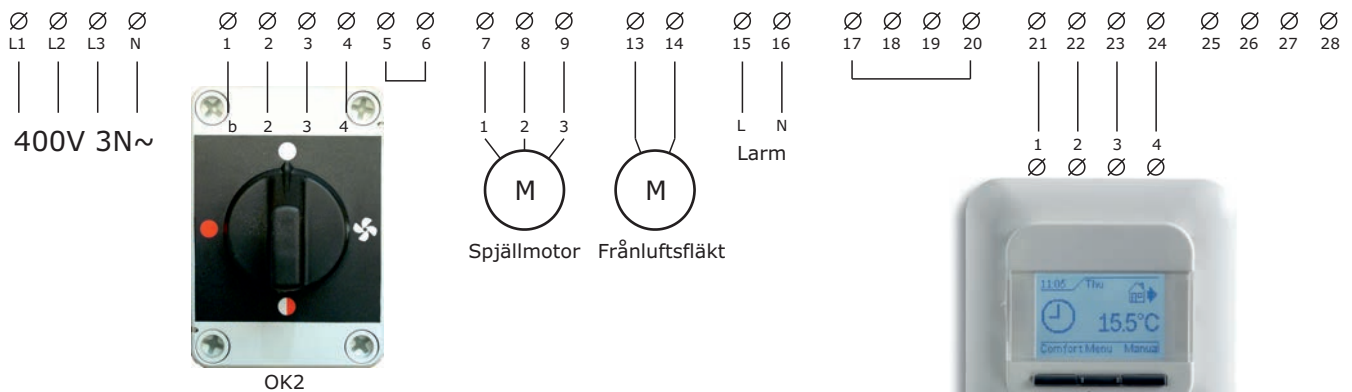 L1 L2 L3 N 1 2 3 4 5 6 7 8 9 13 14 15 16 17 18 19 20 21 22 23 24 25 26 27 28
b 2 3 4 1 2 3 L N 1 2 3 4
400V 3N~
Larm
M M
Spjällmotor Frånluftsfläkt
11:05 Thu
15.5°C
Comfort Menu Manual
OK2